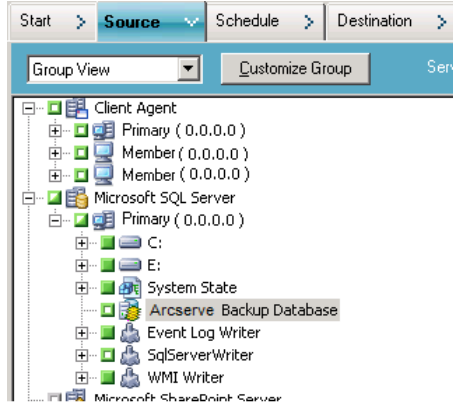 Start Source Schedule Destination
Group View Customize Group Serv
Client Agent
Primary ( 0.0.0.0 )
Member ( 0.0.0.0 )
Member ( 0.0.0.0 )
Microsoft SQL Server
Primary ( 0.0.0.0 )
C:
E:
System State
Arcserve Backup Database
Event Log Writer
SqlServerWriter
WMI Writer
Microsoft SharePoint Server